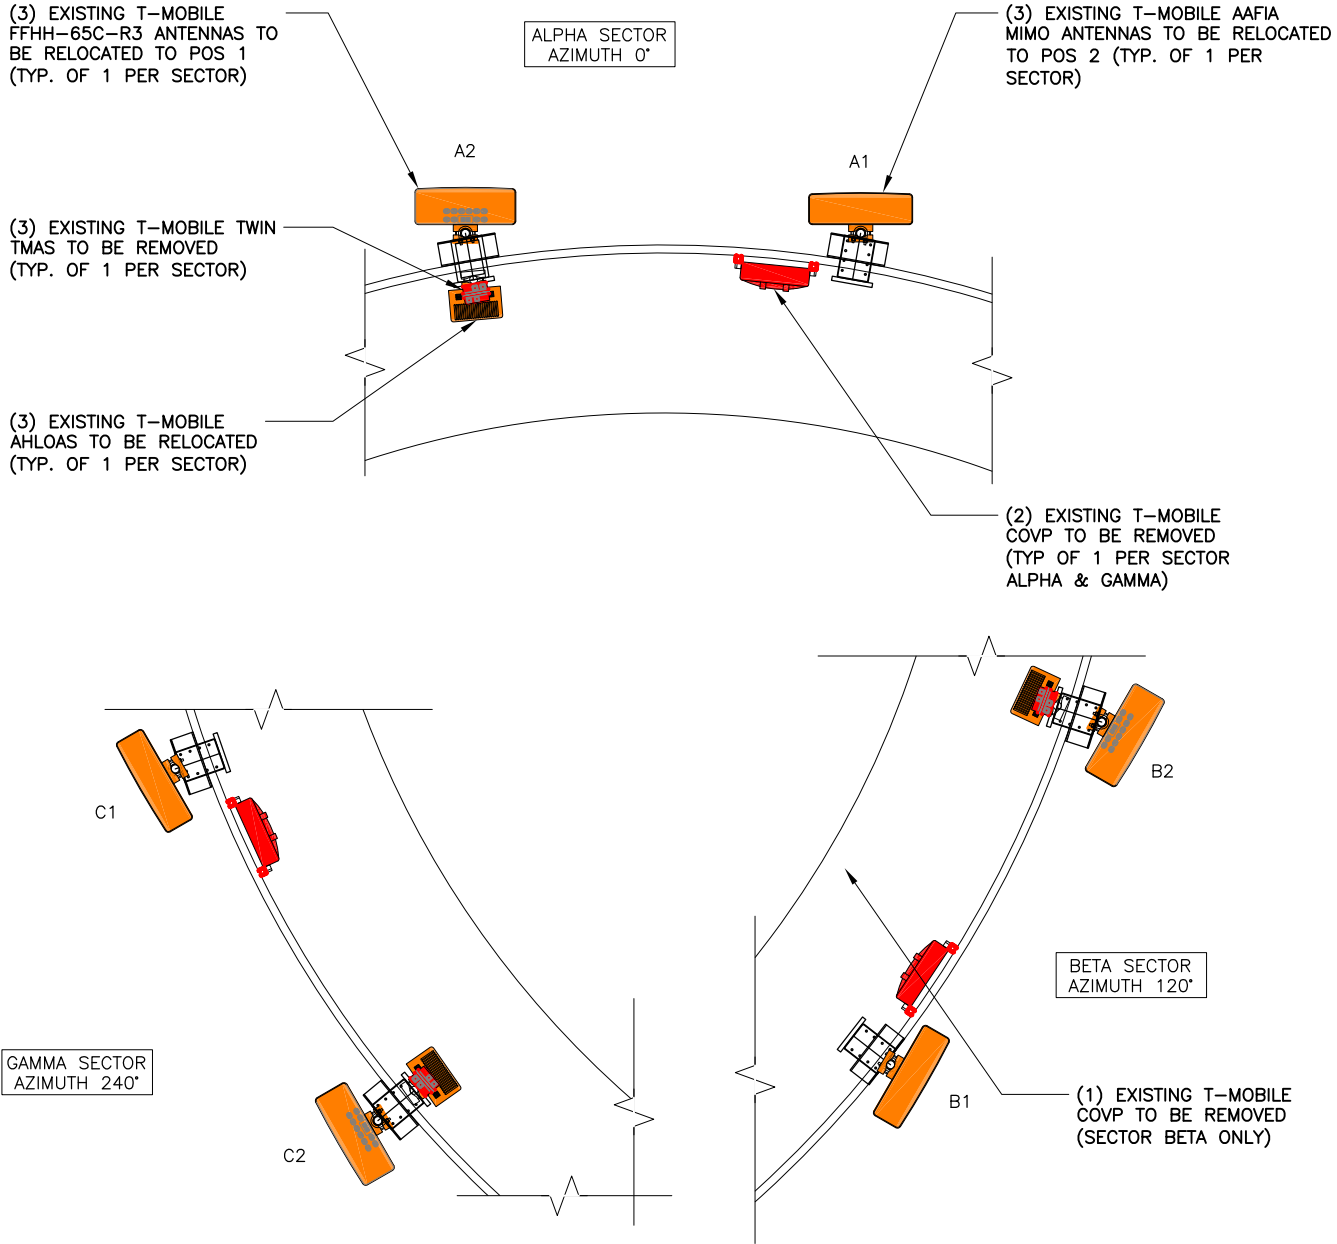 (3) EXISTING T-MOBILE
FFHH-65C-R3 ANTENNAS TO
BE RELOCATED TO POS 1
(TYP. OF 1 PER SECTOR)
ALPHA SECTOR
AZIMUTH 0°
(3) EXISTING T-MOBILE AAFIA
MIMO ANTENNAS TO BE RELOCATED
TO POS 2 (TYP. OF 1 PER
SECTOR)
A2
A1
(3) EXISTING T-MOBILE TWIN
TMAS TO BE REMOVED
(TYP. OF 1 PER SECTOR)
(3) EXISTING T-MOBILE
AHLOAS TO BE RELOCATED
(TYP. OF 1 PER SECTOR)
(2) EXISTING T-MOBILE
COVP TO BE REMOVED
(TYP OF 1 PER SECTOR
ALPHA & GAMMA)
C1
B2
BETA SECTOR
AZIMUTH 120°
GAMMA SECTOR
AZIMUTH 240°
C2
B1
(1) EXISTING T-MOBILE
COVP TO BE REMOVED
(SECTOR BETA ONLY)